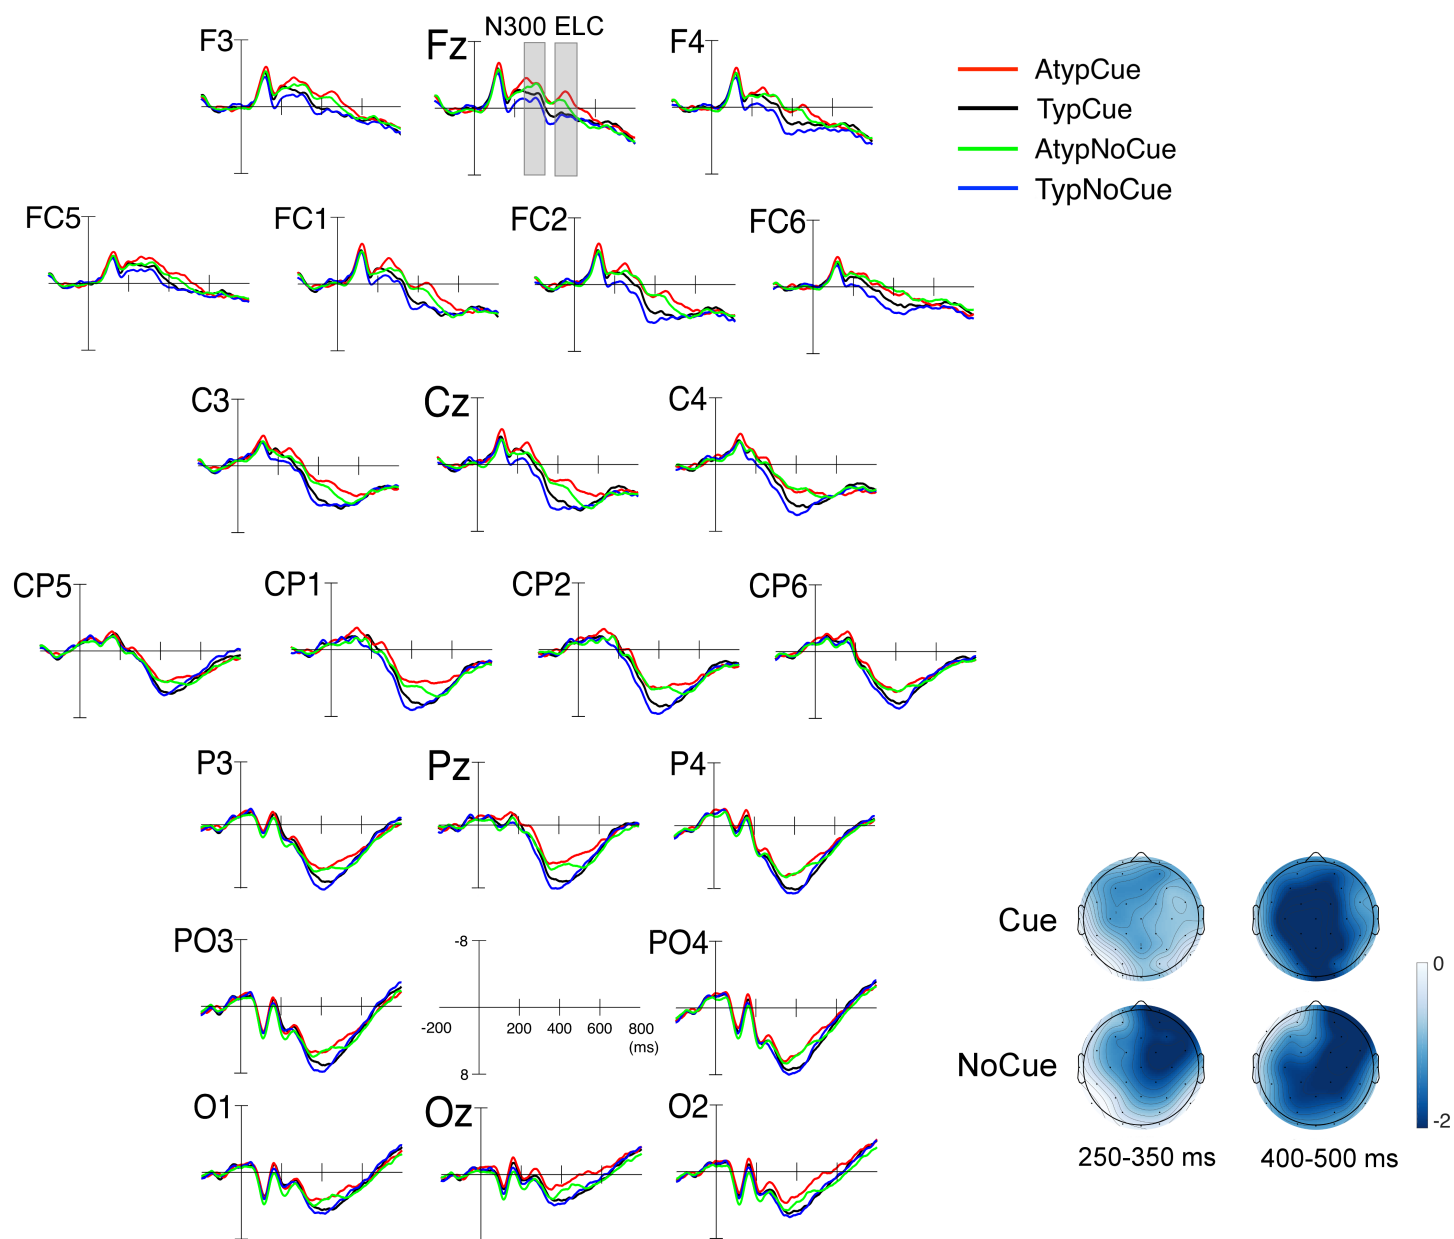 N300 ELC
F3
Fz
F4
AtypCue
TypCue
AtypNoCue
TypNoCue
FC5
FC1
FC2
FC6
C3
Cz
C4
CP5
CP1
CP2
CP6
P3
Pz
P4
PO3
-8
PO4
-200 200 400 600 800
(ms)
8
O1
Oz
O2
Cue
0
NoCue
-2
250-350 ms
400-500 ms